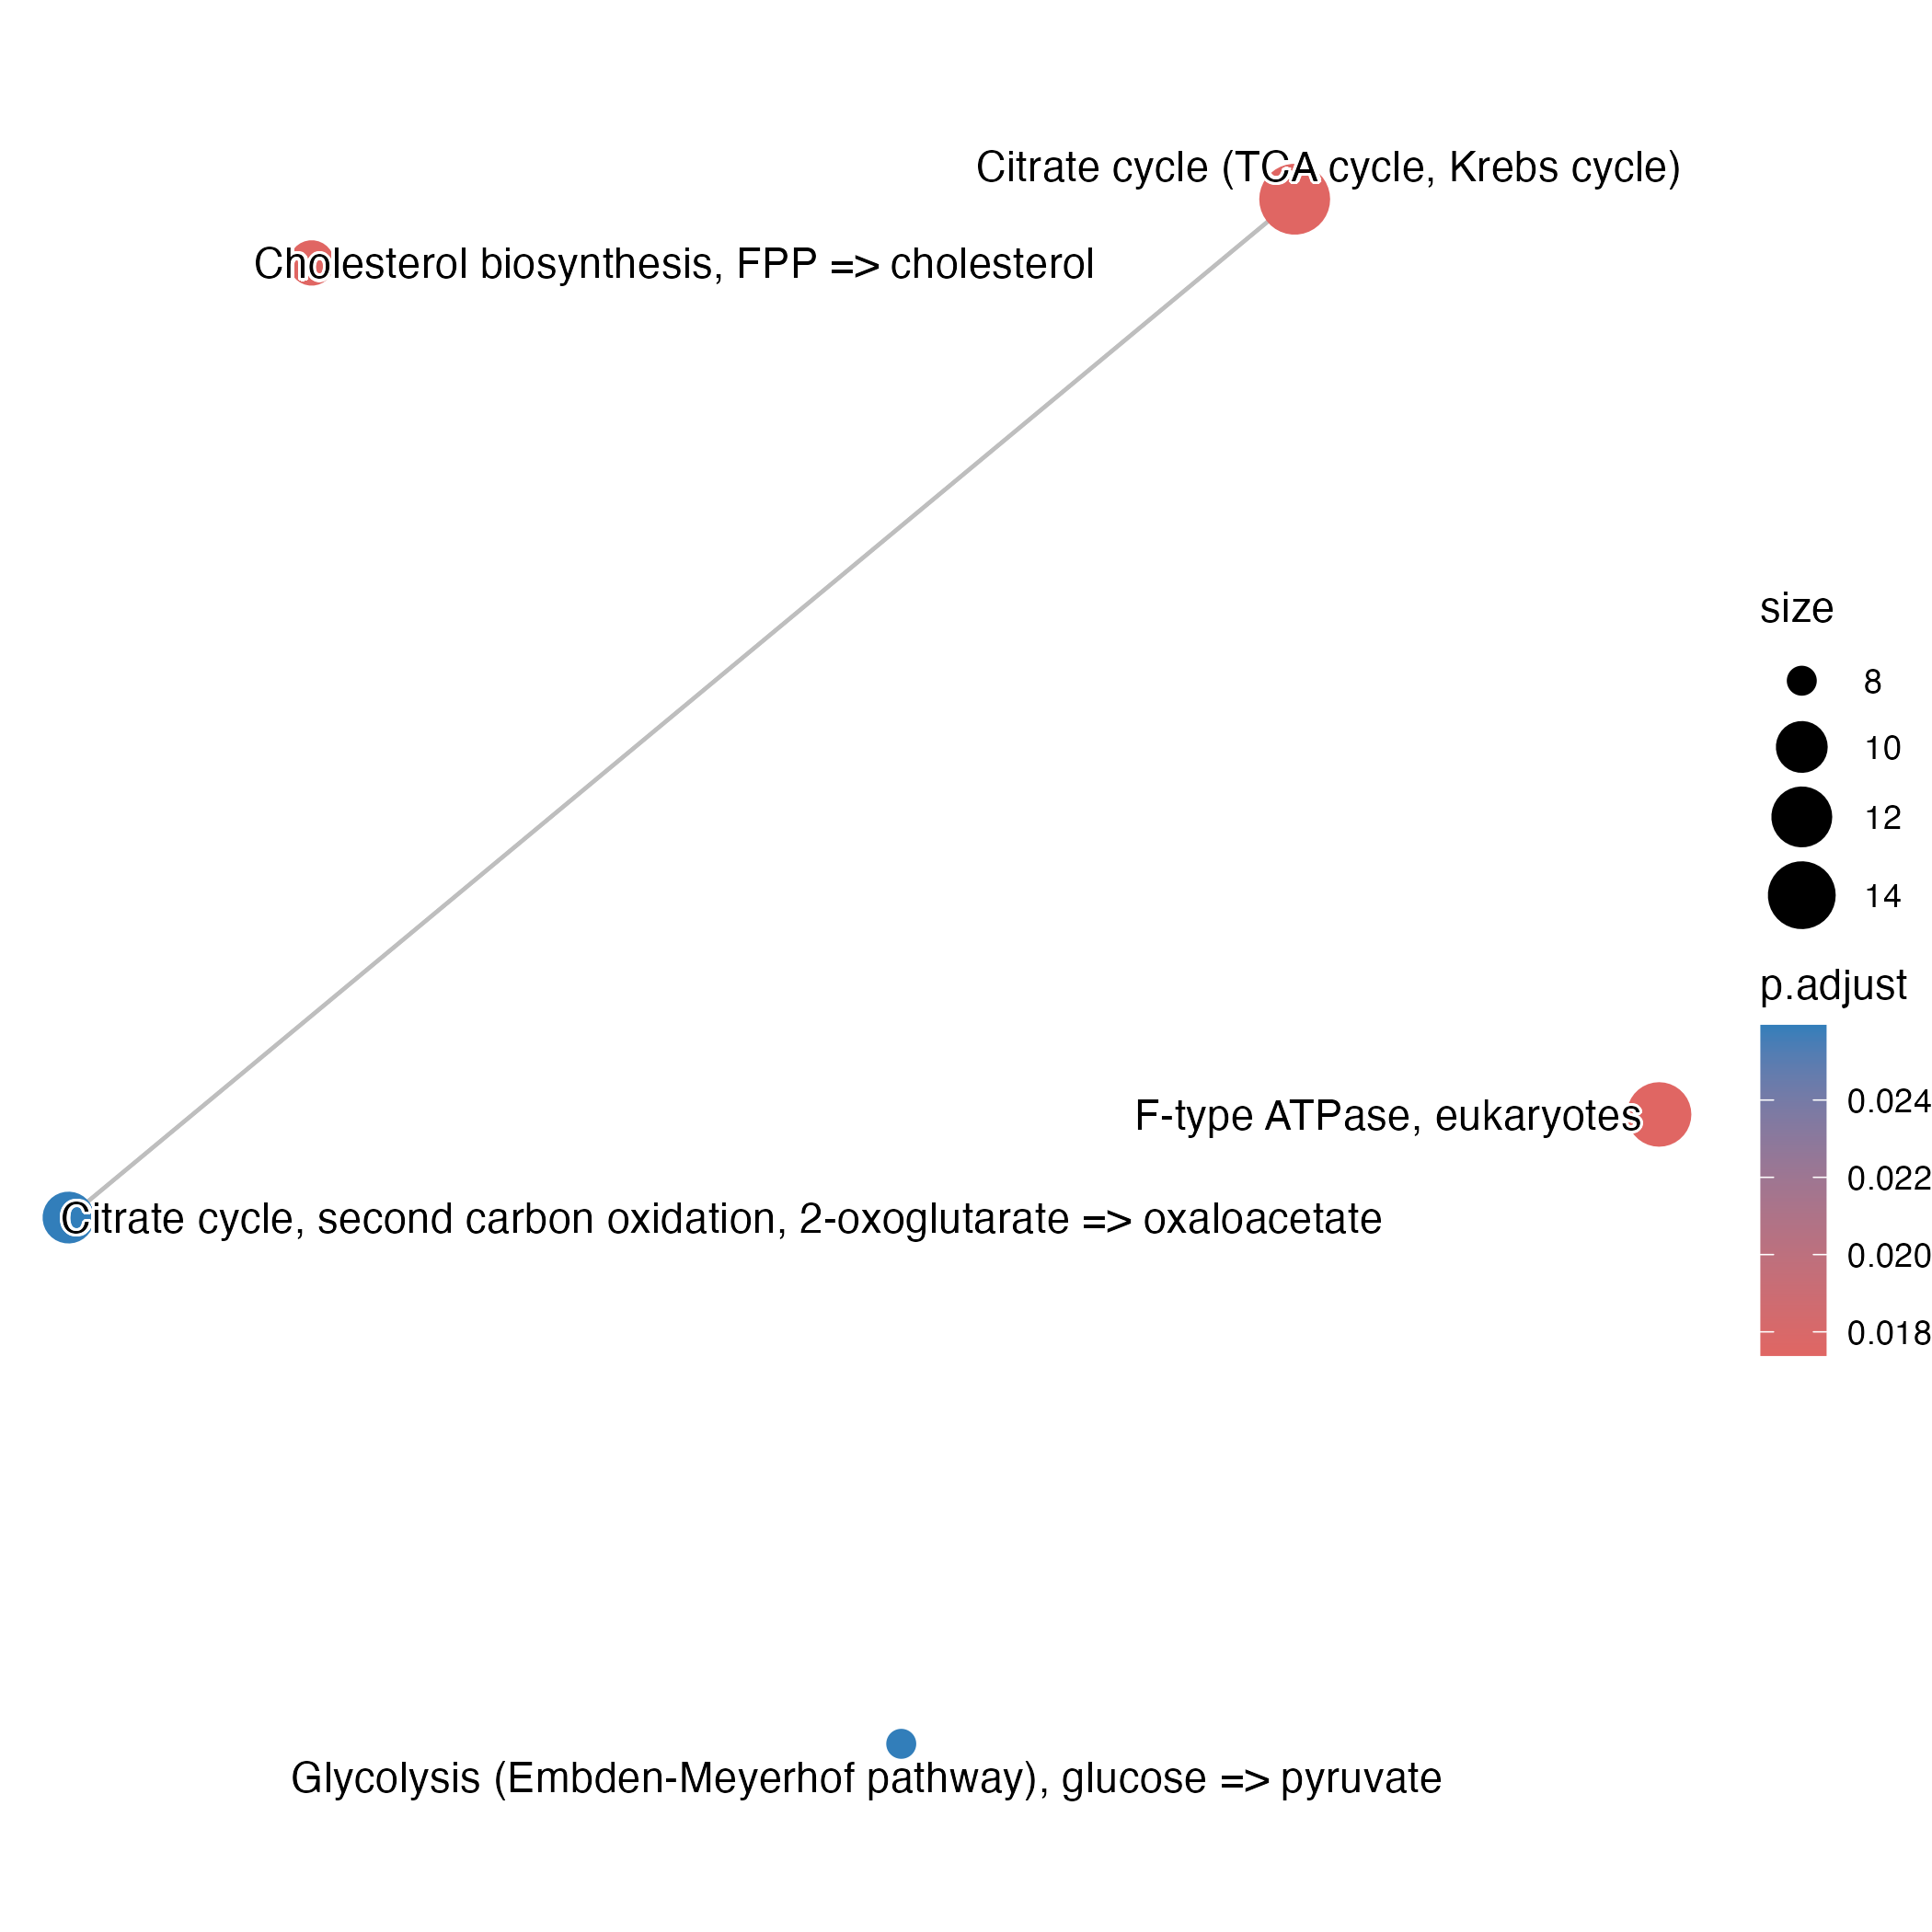 Citrate cycle (TCA cycle, Krebs cycle)
Cholesterol biosynthesis, FPP => cholesterol
size
8
10
12
14
p.adjust
0.024
0.022
0.020
0.018
F-type ATPase, eukaryotes
Citrate cycle, second carbon oxidation, 2-oxoglutarate => oxaloacetate
Glycolysis (Embden-Meyerhof pathway), glucose => pyruvate